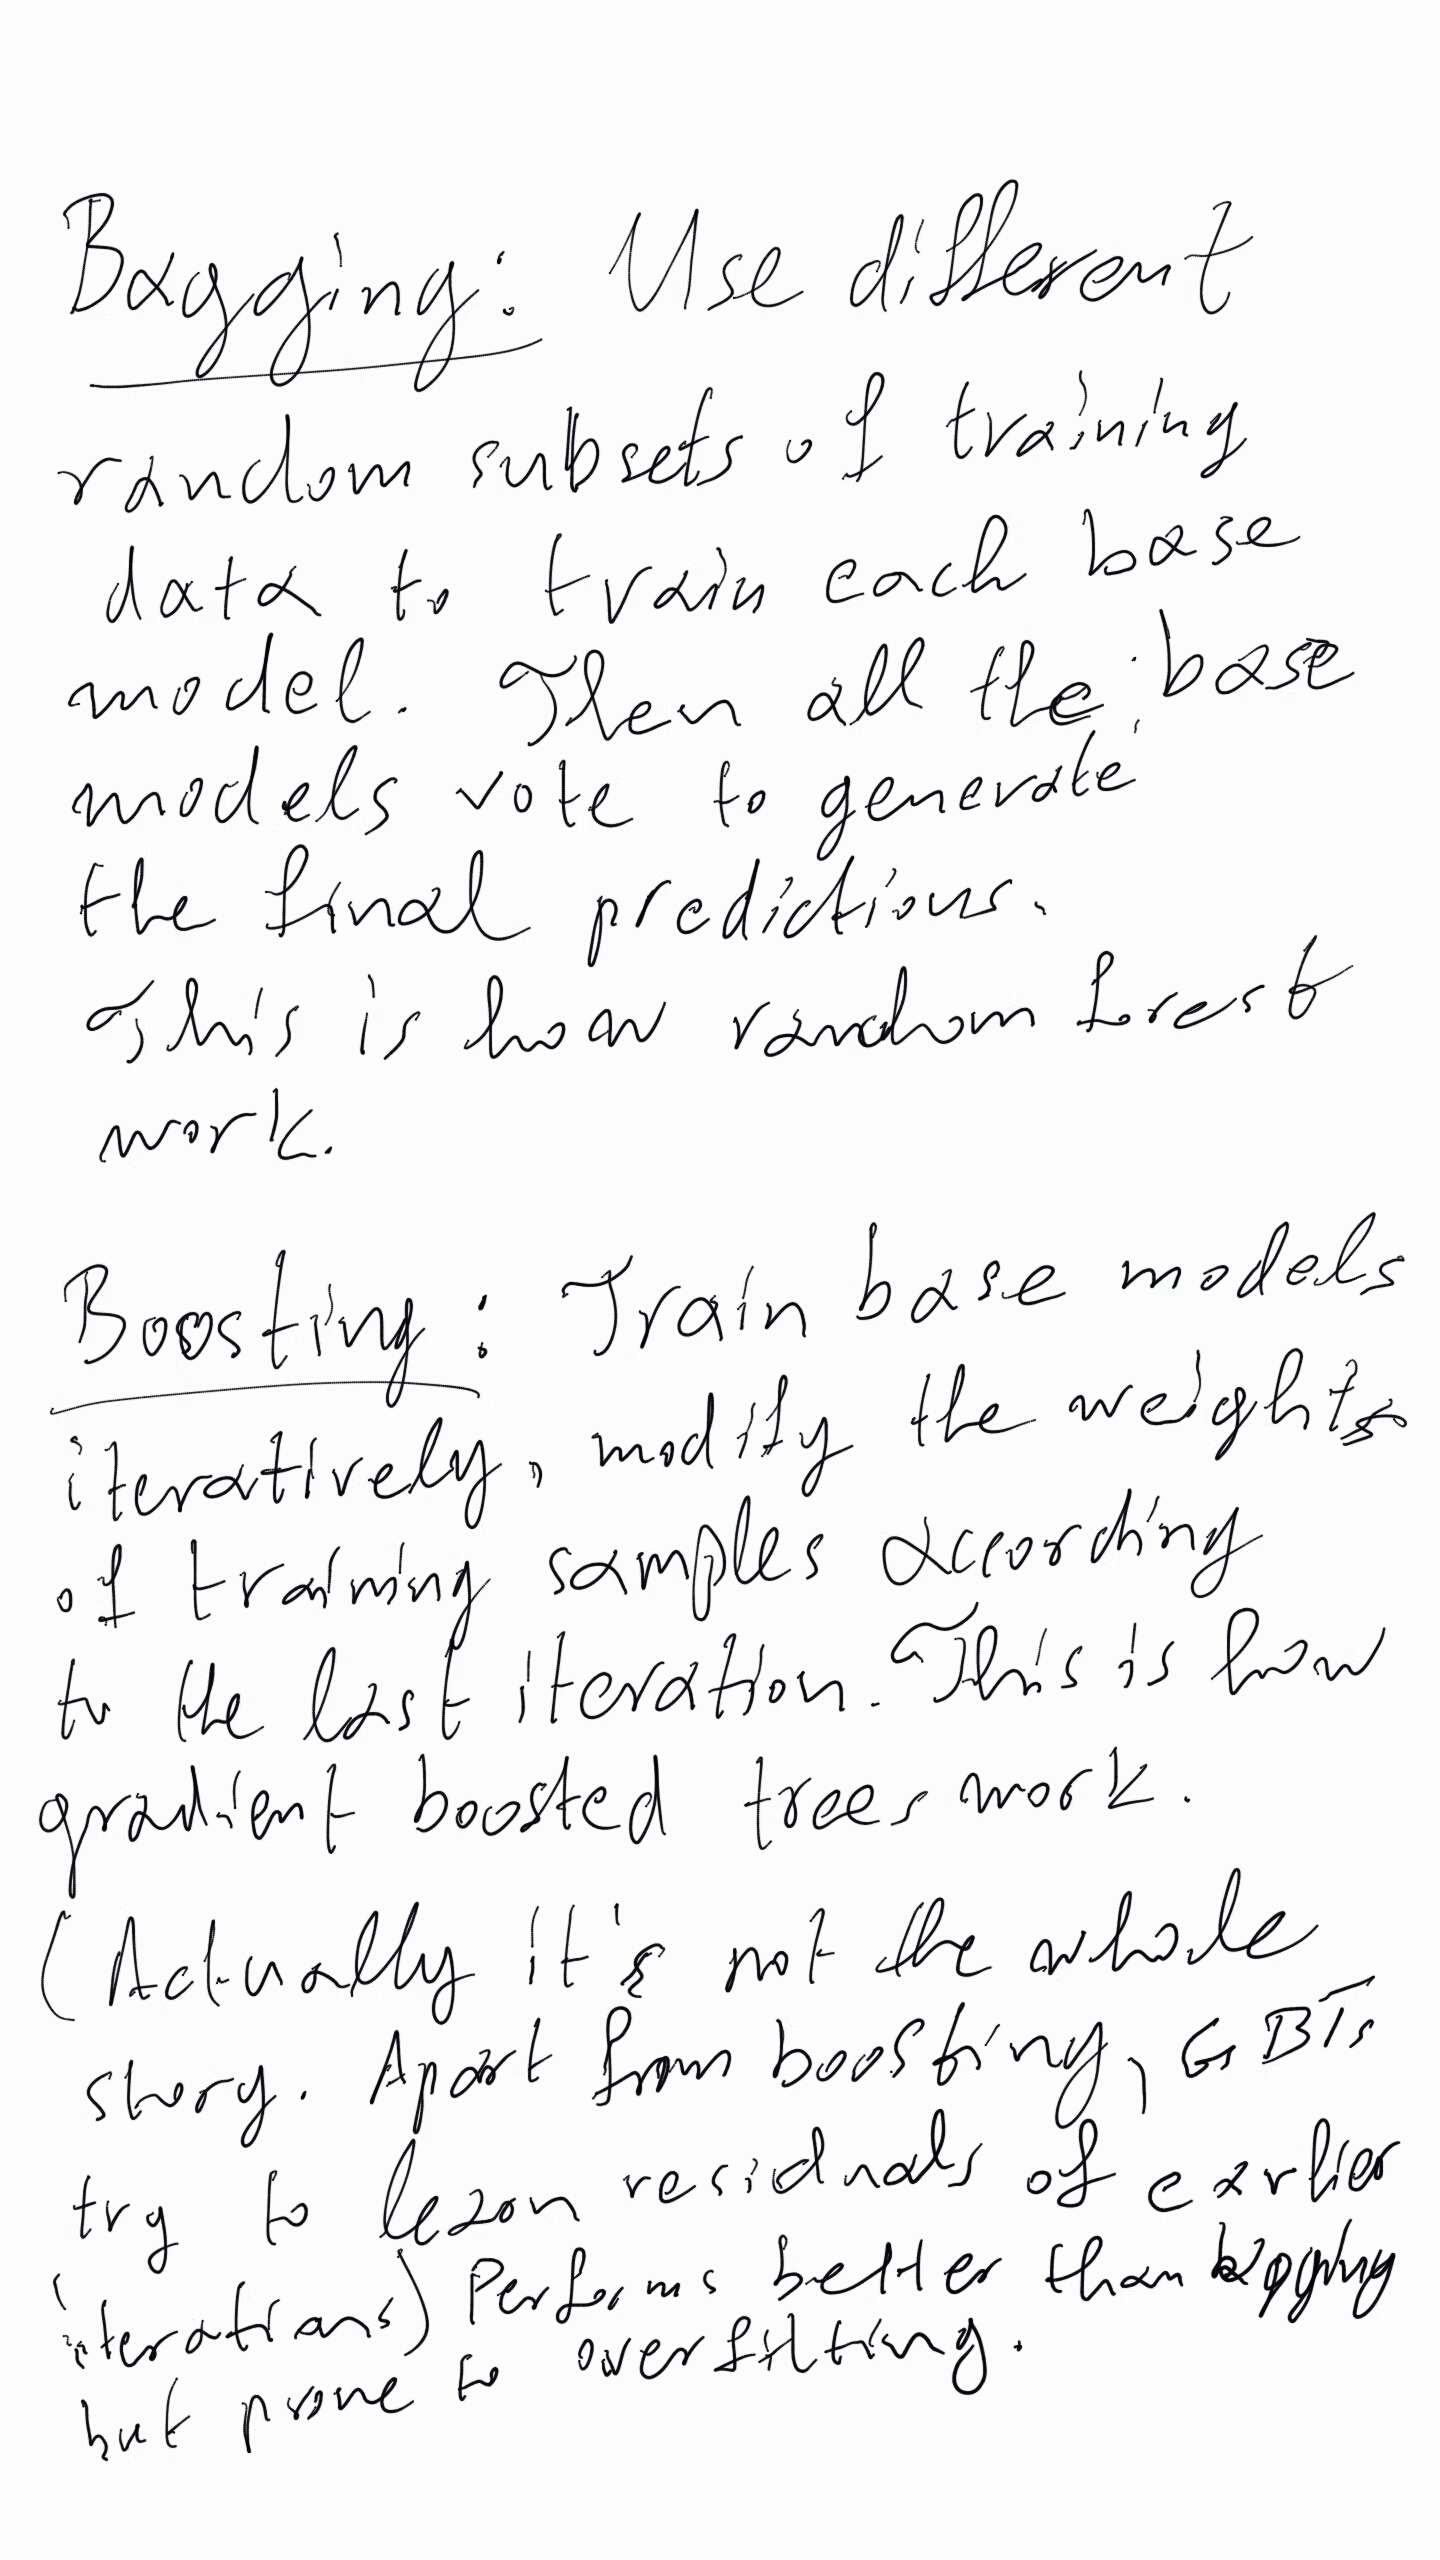 Bagging: Use different
random subsets of training
data to train each base
model. Then all the base
models vote to generate
the final predictions.
This is how random forest
work.
Boosting: Train base models
iteratively, modify the weights
of training samples according
to the last iteration. This is how
gradient boosted trees work.
(Actually it's not the whole
story. Apart from boosting, GBTs
try to learn residuals of earlier
iterations) Performs better than bagging
but prone to overfitting.